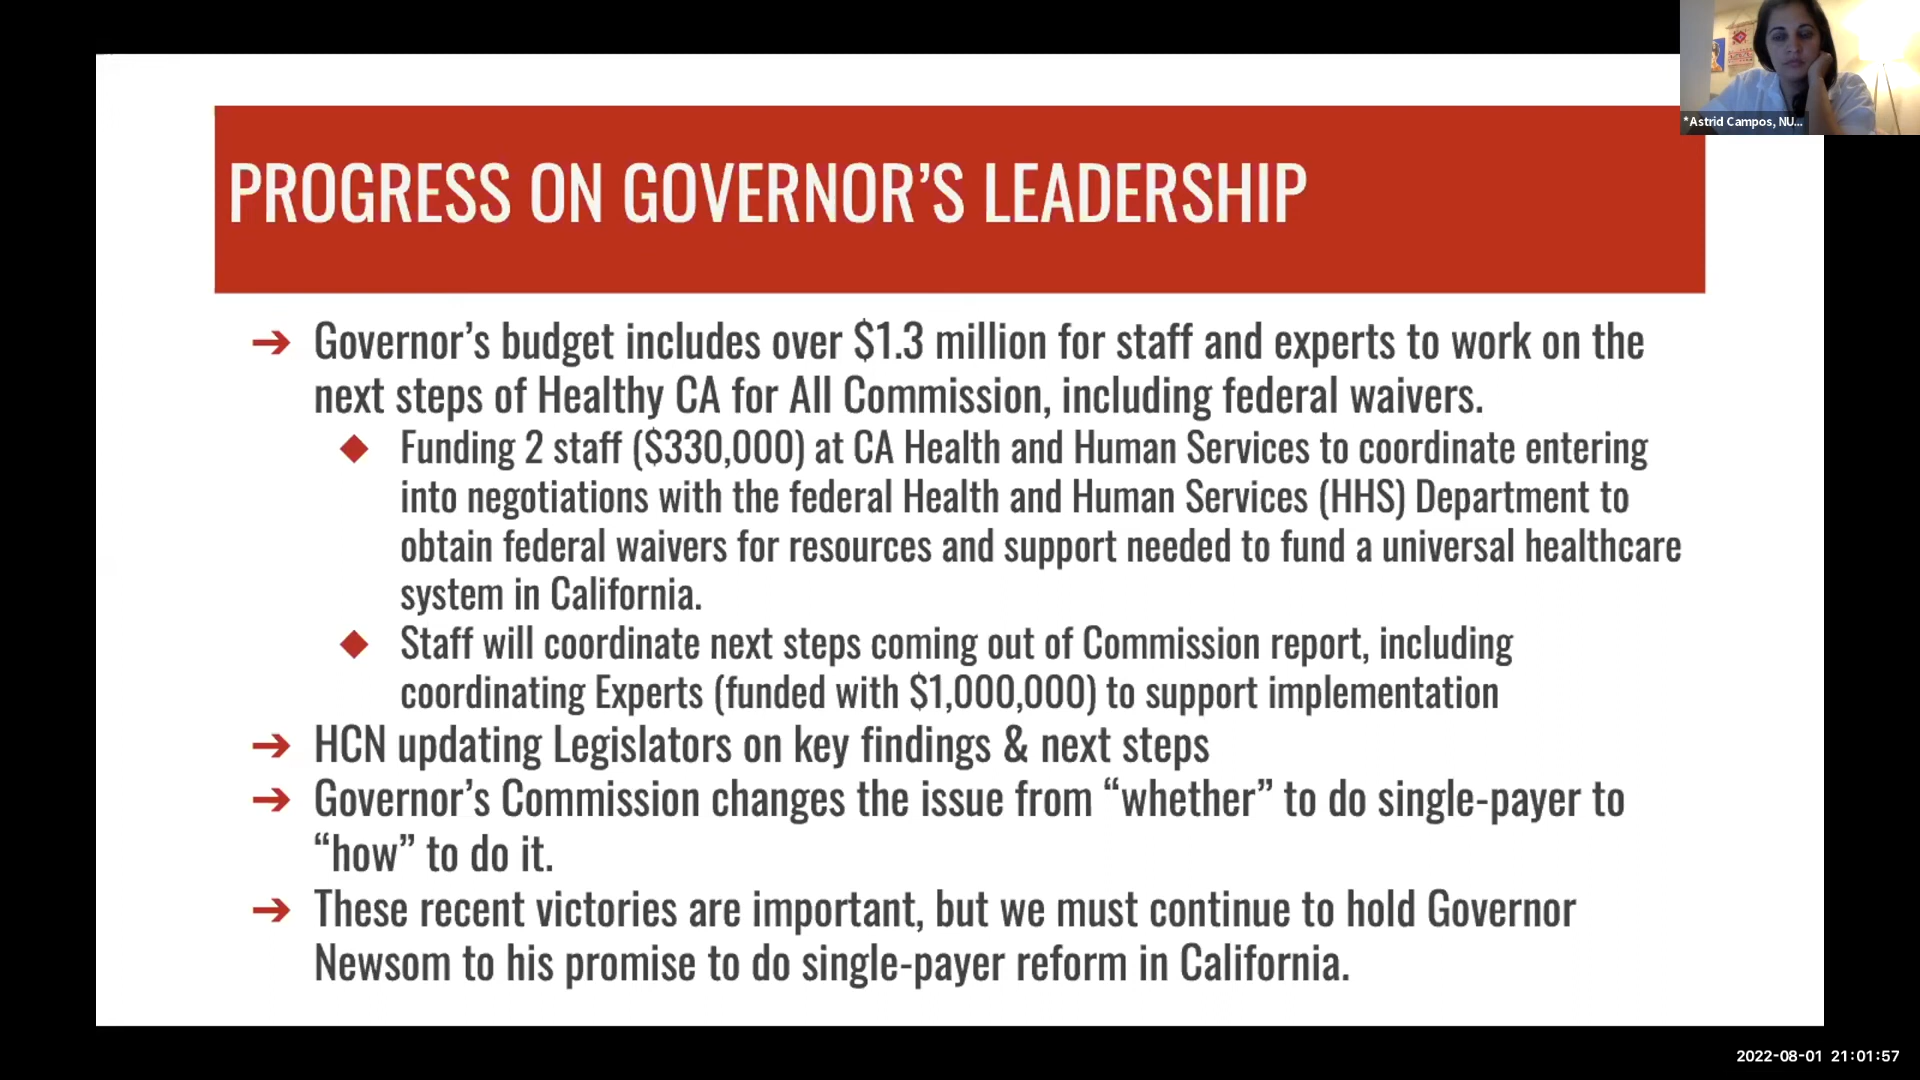 *Astrid Campos, NU...
PROGRESS ON GOVERNOR’S LEADERSHIP
➔ Governor’s budget includes over $1.3 million for staff and experts to work on the
next steps of Healthy CA for All Commission, including federal waivers.
◆ Funding 2 staff ($330,000) at CA Health and Human Services to coordinate entering
into negotiations with the federal Health and Human Services (HHS) Department to
obtain federal waivers for resources and support needed to fund a universal healthcare
system in California.
◆ Staff will coordinate next steps coming out of Commission report, including
coordinating Experts (funded with $1,000,000) to support implementation
➔ HCN updating Legislators on key findings & next steps
➔ Governor’s Commission changes the issue from “whether” to do single-payer to
“how” to do it.
➔ These recent victories are important, but we must continue to hold Governor
Newsom to his promise to do single-payer reform in California.
2022-08-01 21:01:57